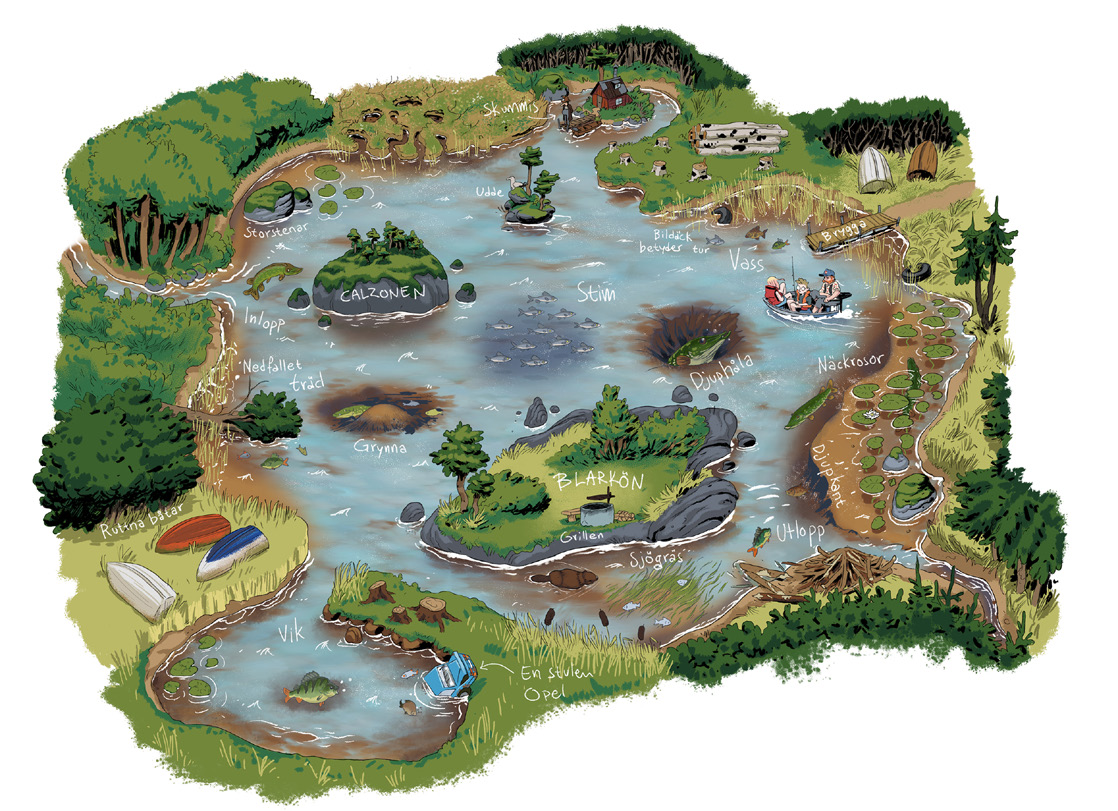 Skummis
Udde
Storstenar
Bildäck
betyder tur
Brygga
Vass
CALZONEN
Stim
Inlopp
Nedfallet
träd
Djuphåla
Näckrosor
Grynna
BLARKÖN
Djupkant
Rutina båtar
Grillen
Utlopp
Sjögräs
Vik
En stulen
Opel